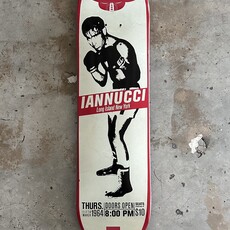 IANNUCCI
Long Island New York
THURS. DOORS OPEN
1964 8:00 PM $10